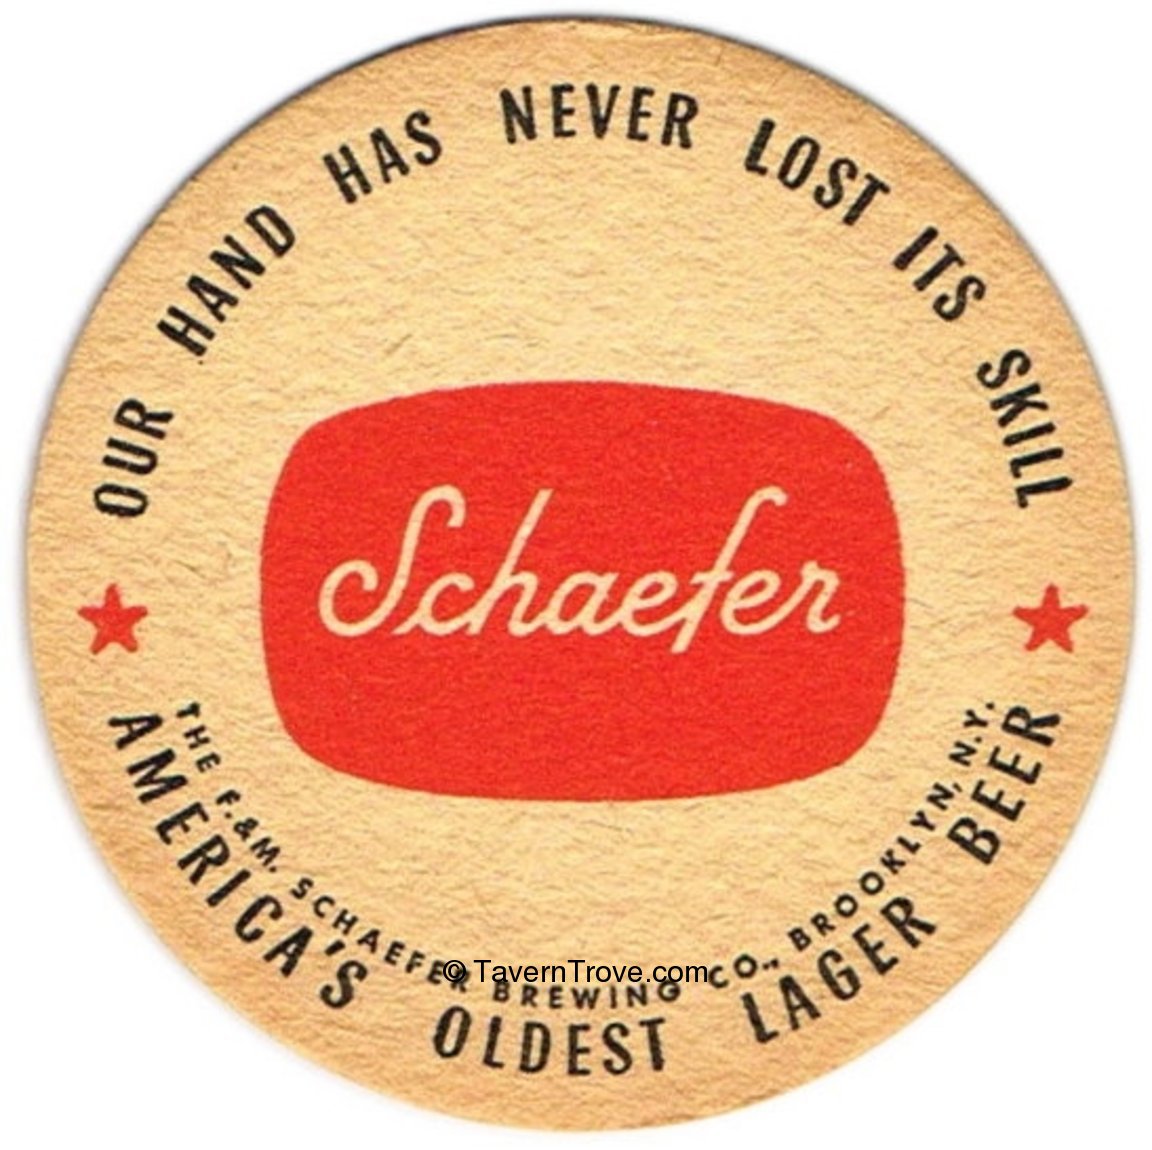 OUR HAND HAS NEVER LOST ITS SKILL
Schaefer
THE F.&M. SCHAEFER BREWING CO., BROOKLYN, N.Y.
AMERICA'S OLDEST LAGER BEER
© TavernTrove.com